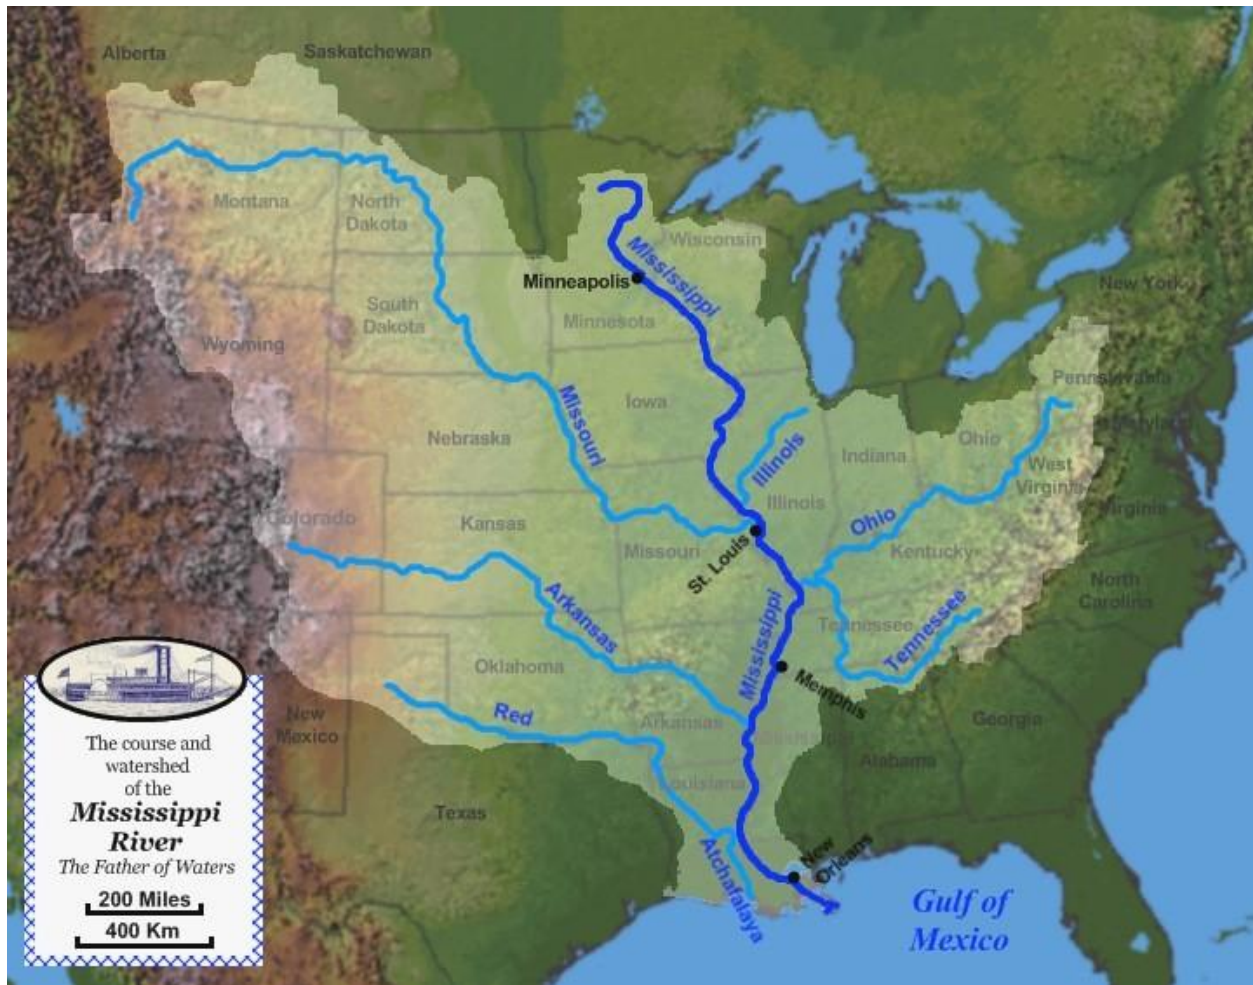 Alberta
Saskatchewan
Montana
North
Dakota
Wisconsin
Mississippi
Minneapolis
New York
South
Dakota
Minnesota
Wyoming
Pennsylvania
Missouri
Iowa
Maryland
Nebraska
Illinois
Indiana
Ohio
West
Virginia
Illinois
Virginia
Colorado
Kansas
Ohio
Missouri
St. Louis
Kentucky
North
Carolina
Arkansas
Mississippi
Tennessee
Tennessee
Oklahoma
Memphis
New
Mexico
Red
Arkansas
Mississippi
Georgia
Alabama
Louisiana
Texas
New
Orleans
Atchafalaya
Gulf of
Mexico
The course and
watershed
of the
Mississippi
River
The Father of Waters
200 Miles
400 Km